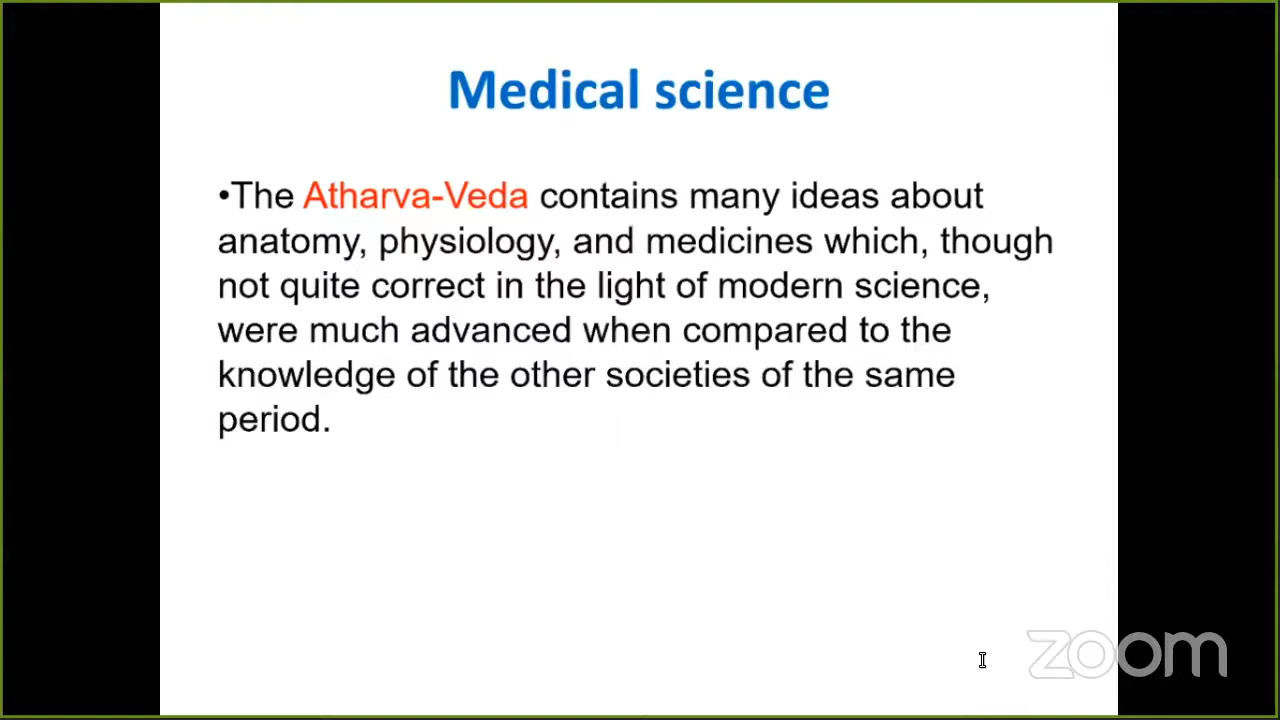 Medical science
•The Atharva-Veda contains many ideas about
anatomy, physiology, and medicines which, though
not quite correct in the light of modern science,
were much advanced when compared to the
knowledge of the other societies of the same
period.
zoom